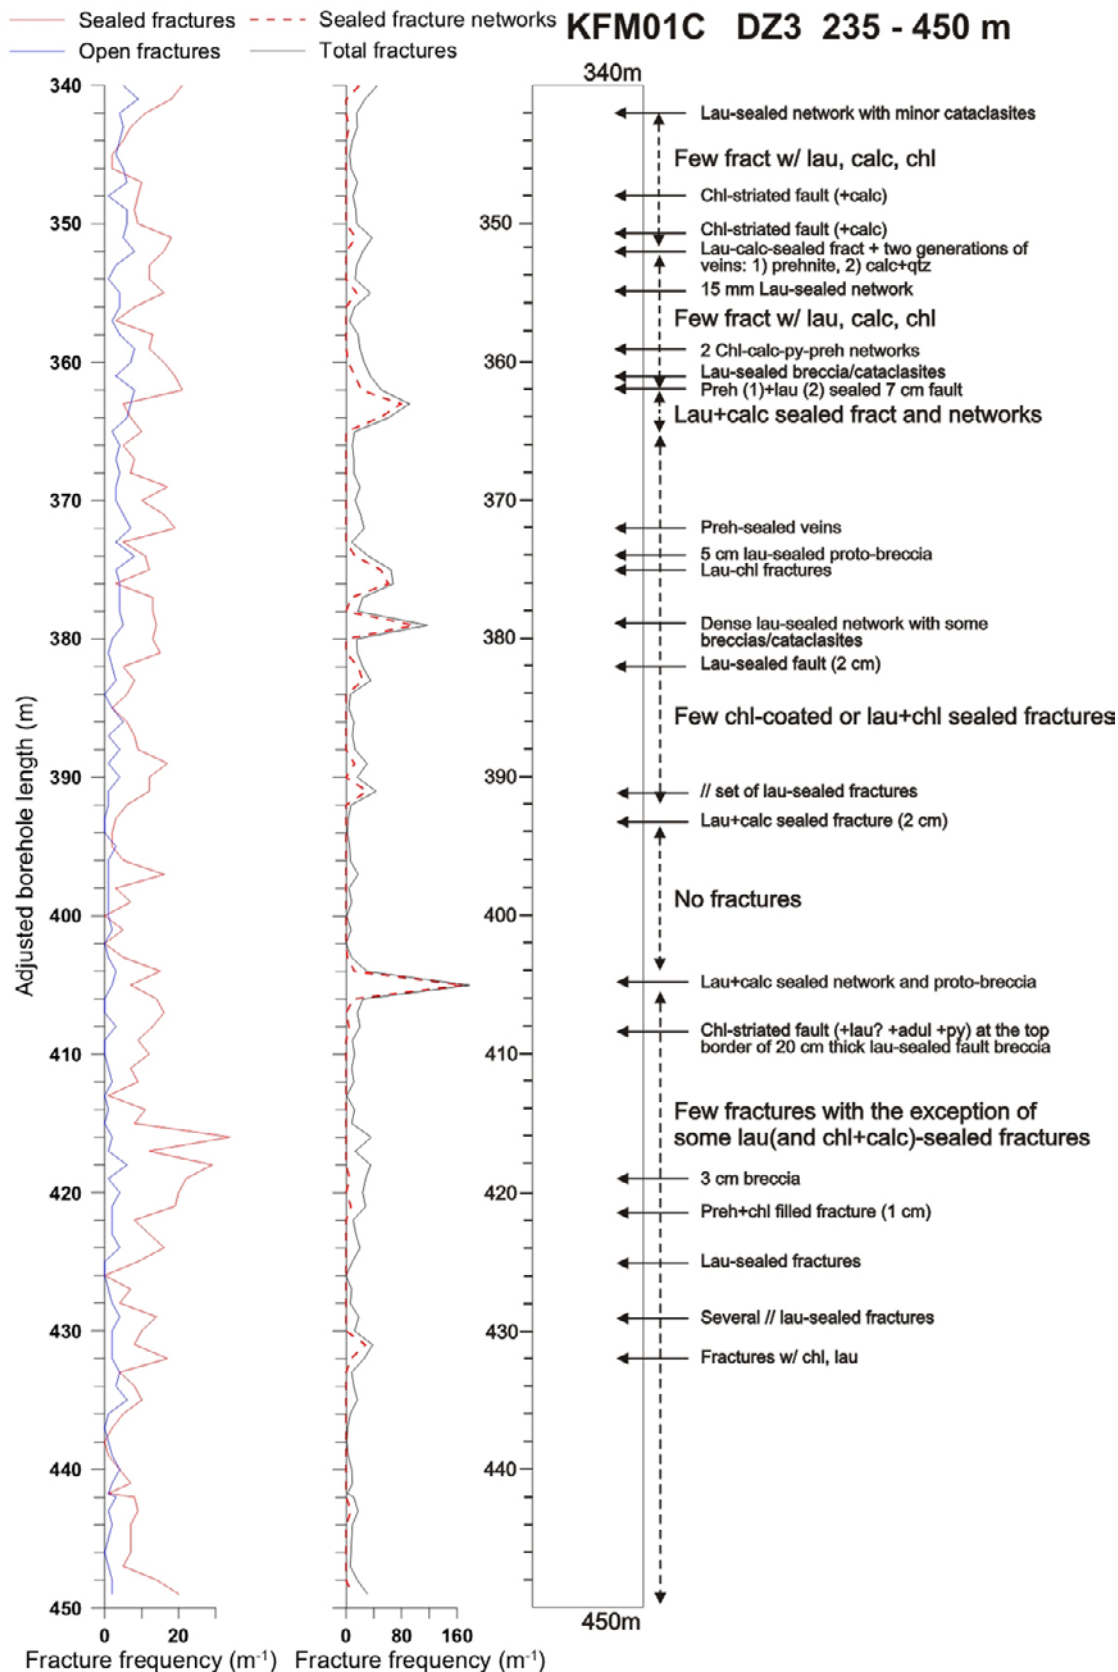 Sealed fractures
Sealed fracture networks
Open fractures
Total fractures
KFM01C DZ3 235 - 450 m
340m
340
350
360
370
380
390
400
410
420
430
440
450
Adjusted borehole length (m)
0 20
Fracture frequency (m⁻¹)
0 80 160
Fracture frequency (m⁻¹)
350
360
370
380
390
400
410
420
430
440
450m
Lau-sealed network with minor cataclasites
Few fract w/ lau, calc, chl
Chl-striated fault (+calc)
Chl-striated fault (+calc)
Lau-calc-sealed fract + two generations of
veins: 1) prehnite, 2) calc+qtz
15 mm Lau-sealed network
Few fract w/ lau, calc, chl
2 Chl-calc-py-preh networks
Lau-sealed breccia/cataclasites
Preh (1)+lau (2) sealed 7 cm fault
Lau+calc sealed fract and networks
Preh-sealed veins
5 cm lau-sealed proto-breccia
Lau-chl fractures
Dense lau-sealed network with some
breccias/cataclasites
Lau-sealed fault (2 cm)
Few chl-coated or lau+chl sealed fractures
// set of lau-sealed fractures
Lau+calc sealed fracture (2 cm)
No fractures
Lau+calc sealed network and proto-breccia
Chl-striated fault (+lau? +adul +py) at the top
border of 20 cm thick lau-sealed fault breccia
Few fractures with the exception of
some lau(and chl+calc)-sealed fractures
3 cm breccia
Preh+chl filled fracture (1 cm)
Lau-sealed fractures
Several // lau-sealed fractures
Fractures w/ chl, lau